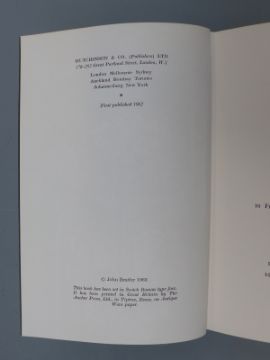 HUTCHINSON & CO. (Publishers) LTD
178-202 Great Portland Street, London, W.1
London Melbourne Sydney
Auckland Bombay Toronto
Johannesburg New York
*
First published 1962
© John 1962
This book has been set in Scotch Roman type face.
It has been printed in Great Britain by The
Anchor Press, Ltd., in Tiptree, Essex, on Antique
Wove paper.